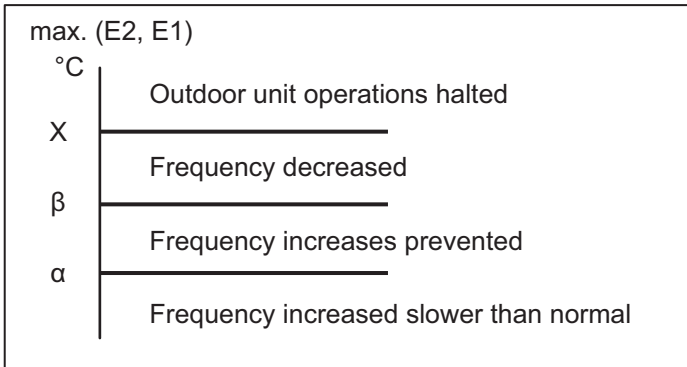 max. (E2, E1)
°C
Outdoor unit operations halted
X
Frequency decreased
β
Frequency increases prevented
α
Frequency increased slower than normal